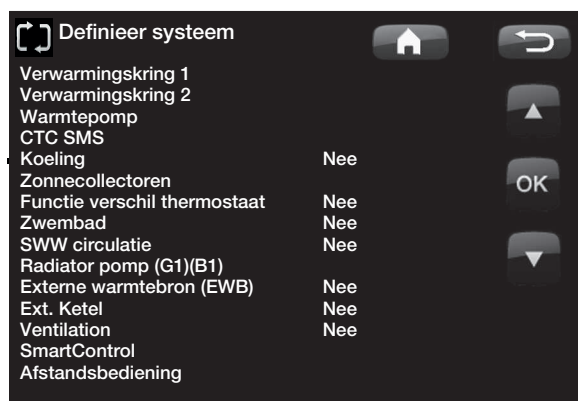 Definieer systeem
Verwarmingskring 1
Verwarmingskring 2
Warmtepomp
CTC SMS
Koeling Nee
Zonnecollectoren
Functie verschil thermostaat Nee
Zwembad Nee
SWW circulatie Nee
Radiator pomp (G1)(B1)
Externe warmtebron (EWB) Nee
Ext. Ketel Nee
Ventilation Nee
SmartControl
Afstandsbediening
OK